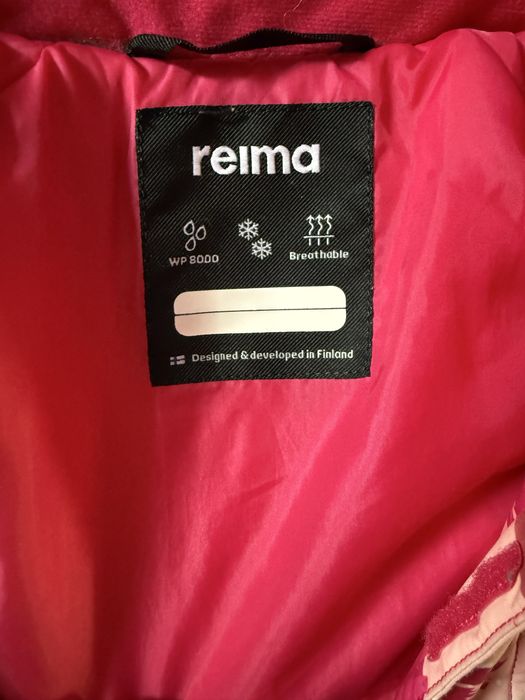 reima
WP 8000
Breathable
Designed & developed in Finland